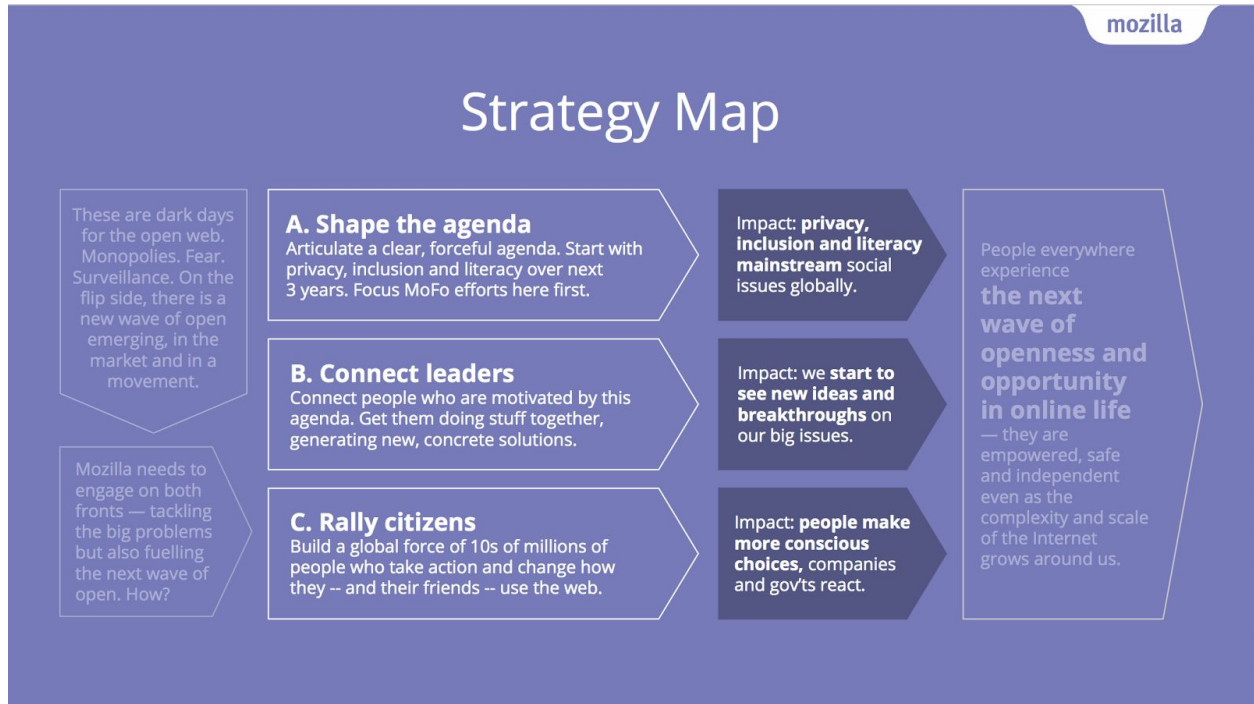 mozilla
Strategy Map
These are dark days
for the open web.
Monopolies. Fear.
Surveillance. On the
flip side, there is a
new wave of open
emerging, in the
market and in a
movement.
Mozilla needs to
engage on both
fronts — tackling
the big problems
but also fuelling
the next wave of
open. How?
A. Shape the agenda
Articulate a clear, forceful agenda. Start with
privacy, inclusion and literacy over next
3 years. Focus MoFo efforts here first.
Impact: privacy,
inclusion and literacy
mainstream social
issues globally.
B. Connect leaders
Connect people who are motivated by this
agenda. Get them doing stuff together,
generating new, concrete solutions.
Impact: we start to
see new ideas and
breakthroughs on
our big issues.
C. Rally citizens
Build a global force of 10s of millions of
people who take action and change how
they -- and their friends -- use the web.
Impact: people make
more conscious
choices, companies
and gov'ts react.
People everywhere
experience
the next
wave of
openness and
opportunity
in online life
— they are
empowered, safe
and independent
even as the
complexity and scale
of the Internet
grows around us.